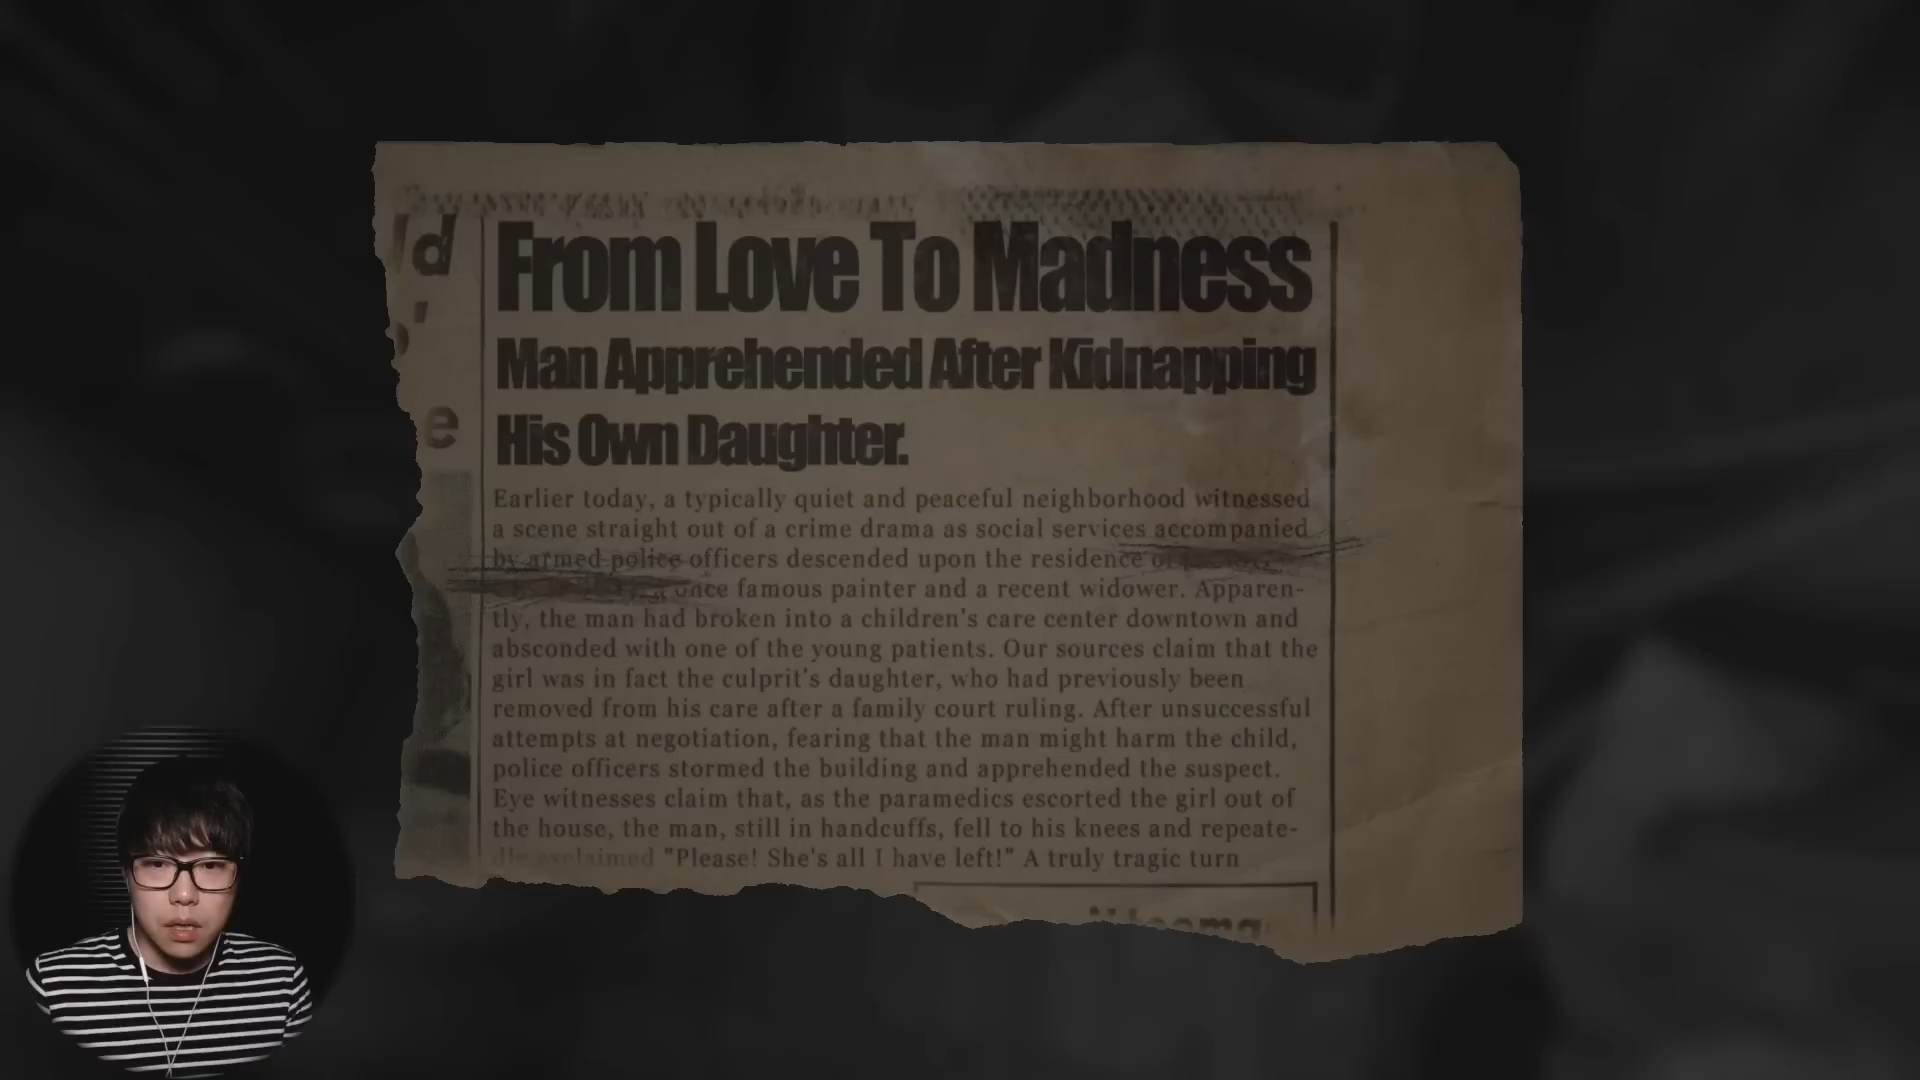 ld
e
From Love To Madness
Man Apprehended After Kidnapping
His Own Daughter.
Earlier today, a typically quiet and peaceful neighborhood witnessed
a scene straight out of a crime drama as social services accompanied
by armed police officers descended upon the residence
once famous painter and a recent widower. Apparen-
tly, the man had broken into a children's care center downtown and
absconded with one of the young patients. Our sources claim that the
girl was in fact the culprit's daughter, who had previously been
removed from his care after a family court ruling. After unsuccessful
attempts at negotiation, fearing that the man might harm the child,
police officers stormed the building and apprehended the suspect.
Eye witnesses claim that, as the paramedics escorted the girl out of
the house, the man, still in handcuffs, fell to his knees and repeate-
dly exclaimed "Please! She's all I have left!" A truly tragic turn